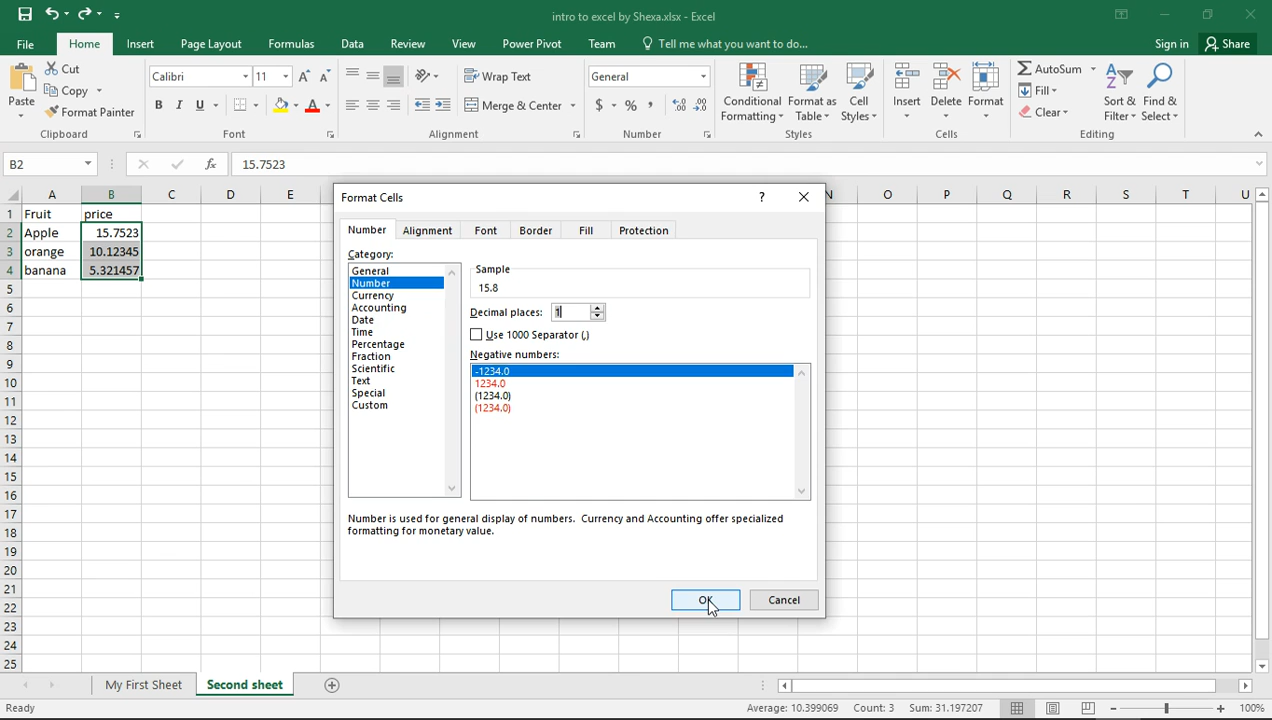 intro to excel by Shexa.xlsx - Excel
File Home Insert Page Layout Formulas Data Review View Power Pivot Team Tell me what you want to do... Sign in Share
Paste Cut Copy Format Painter Clipboard
Calibri 11 B I U A A A Font
Wrap Text Merge & Center Alignment
General $ % , .00 Number
Conditional Formatting Format as Table Cell Styles Styles
Insert Delete Format Cells
AutoSum Fill Clear Sort & Filter Find & Select Editing
B2 fx 15.7523
A B C D E N O P Q R S T U
1 Fruit price
2 Apple 15.7523
3 orange 10.12345
4 banana 5.321457
5
6
7
8
9
10
11
12
13
14
15
16
17
18
19
20
21
22
23
24
25
Format Cells ?
Number Alignment Font Border Fill Protection
Category:
General
Number
Currency
Accounting
Date
Time
Percentage
Fraction
Scientific
Text
Special
Custom
Sample
15.8
Decimal places: 1
Use 1000 Separator (,)
Negative numbers:
-1234.0
1234.0
(1234.0)
(1234.0)
Number is used for general display of numbers. Currency and Accounting offer specialized
formatting for monetary value.
OK Cancel
My First Sheet Second sheet
Ready Average: 10.399069 Count: 3 Sum: 31.197207 100%